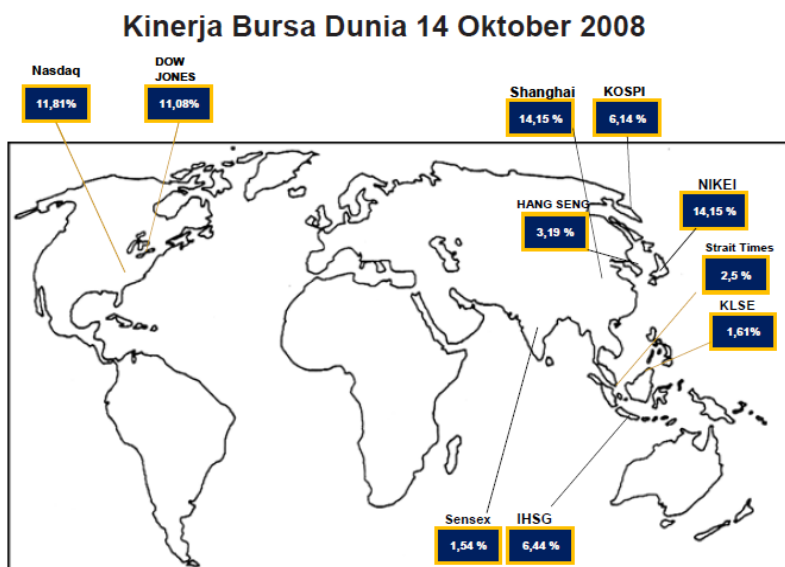 Kinerja Bursa Dunia 14 Oktober 2008
Nasdaq
11,81%
DOW
JONES
11,08%
Shanghai
14,15 %
KOSPI
6,14 %
HANG SENG
3,19 %
NIKEI
14,15 %
Strait Times
2,5 %
KLSE
1,61%
Sensex
1,54 %
IHSG
6,44 %